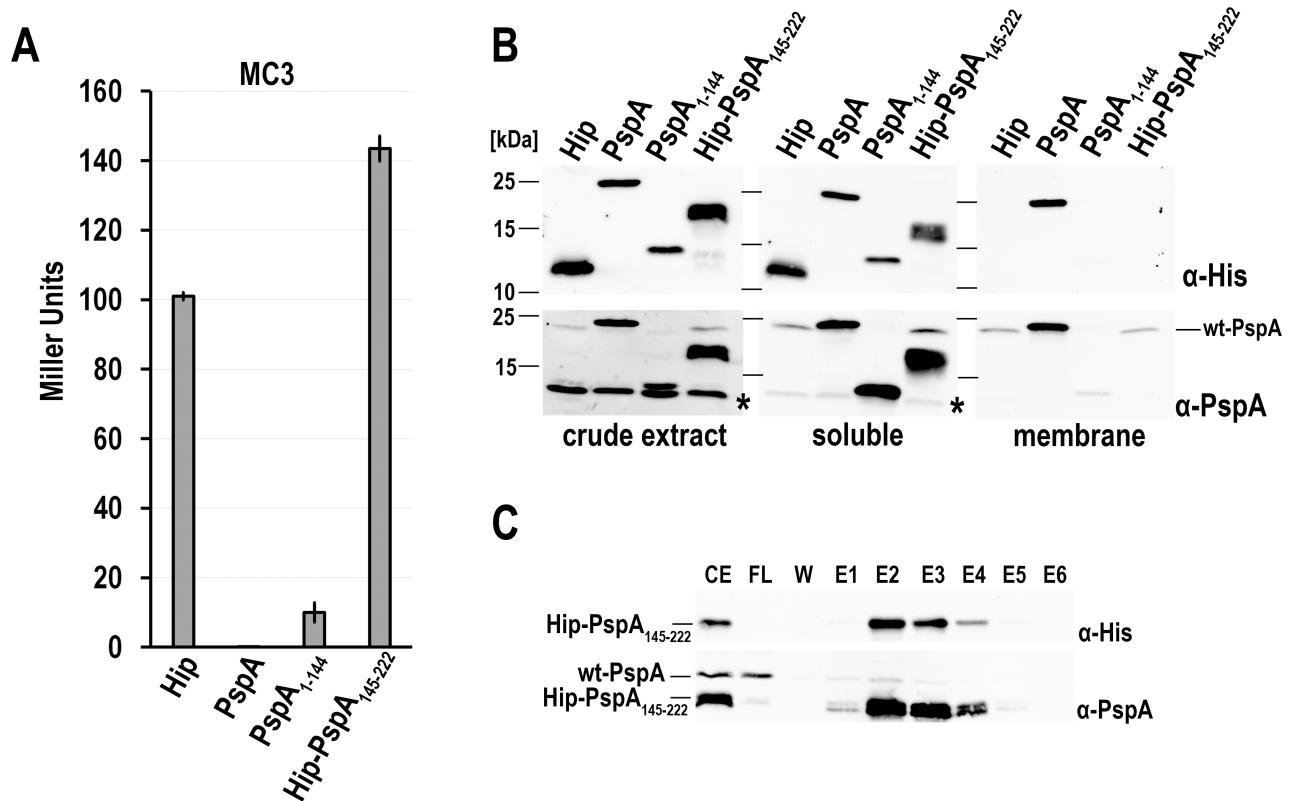 A
MC3
Miller Units
160
140
120
100
80
60
40
20
0
Hip
PspA
PspA1-144
Hip-PspA145-222
B
[kDa]
Hip
PspA
PspA1-144
Hip-PspA145-222
Hip
PspA
PspA1-144
Hip-PspA145-222
Hip
PspA
PspA1-144
Hip-PspA145-222
25
15
10
α-His
25
15
wt-PspA
* *
α-PspA
crude extract soluble membrane
C
CE FL W E1 E2 E3 E4 E5 E6
Hip-PspA145-222
α-His
wt-PspA
Hip-PspA145-222
α-PspA